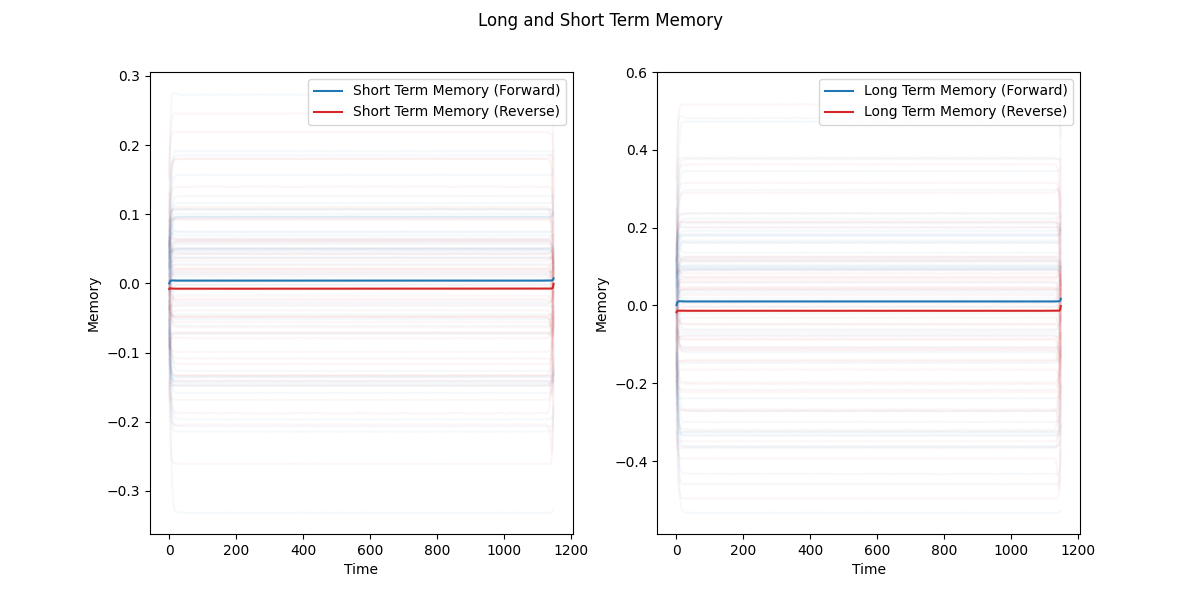 Long and Short Term Memory
Short Term Memory (Forward)
Short Term Memory (Reverse)
0.3
0.2
0.1
0.0
−0.1
−0.2
−0.3
Memory
0 200 400 600 800 1000 1200
Time
Long Term Memory (Forward)
Long Term Memory (Reverse)
0.6
0.4
0.2
0.0
−0.2
−0.4
Memory
0 200 400 600 800 1000 1200
Time